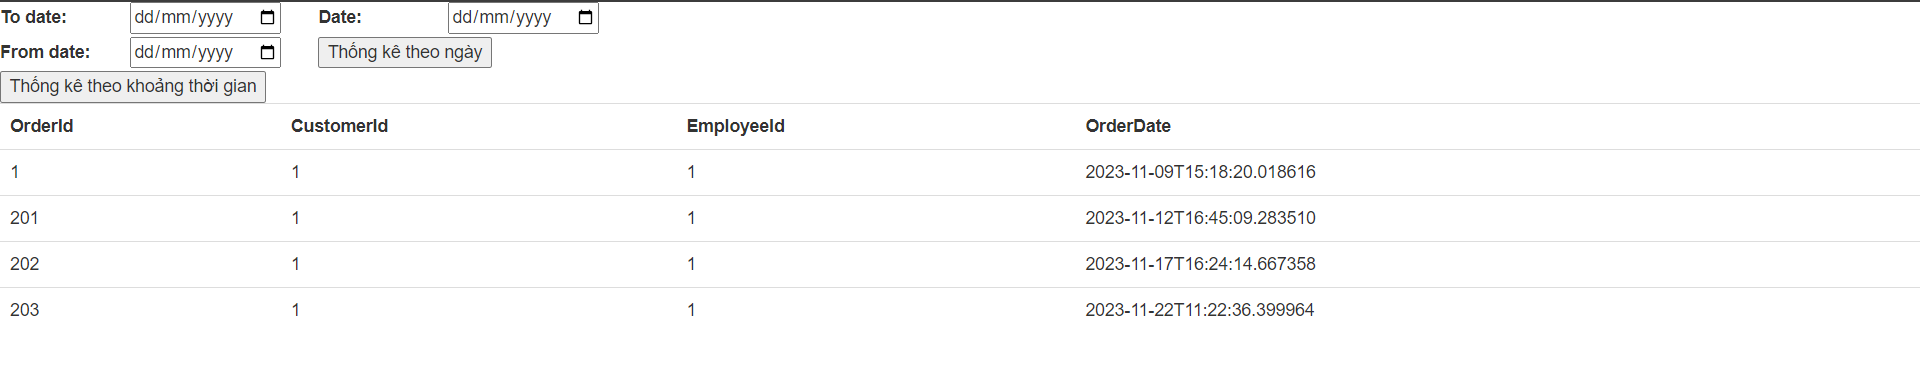 To date: dd/mm/yyyy Date: dd/mm/yyyy
From date: dd/mm/yyyy Thống kê theo ngày
Thống kê theo khoảng thời gian
OrderId CustomerId EmployeeId OrderDate
1 1 1 2023-11-09T15:18:20.018616
201 1 1 2023-11-12T16:45:09.283510
202 1 1 2023-11-17T16:24:14.667358
203 1 1 2023-11-22T11:22:36.399964